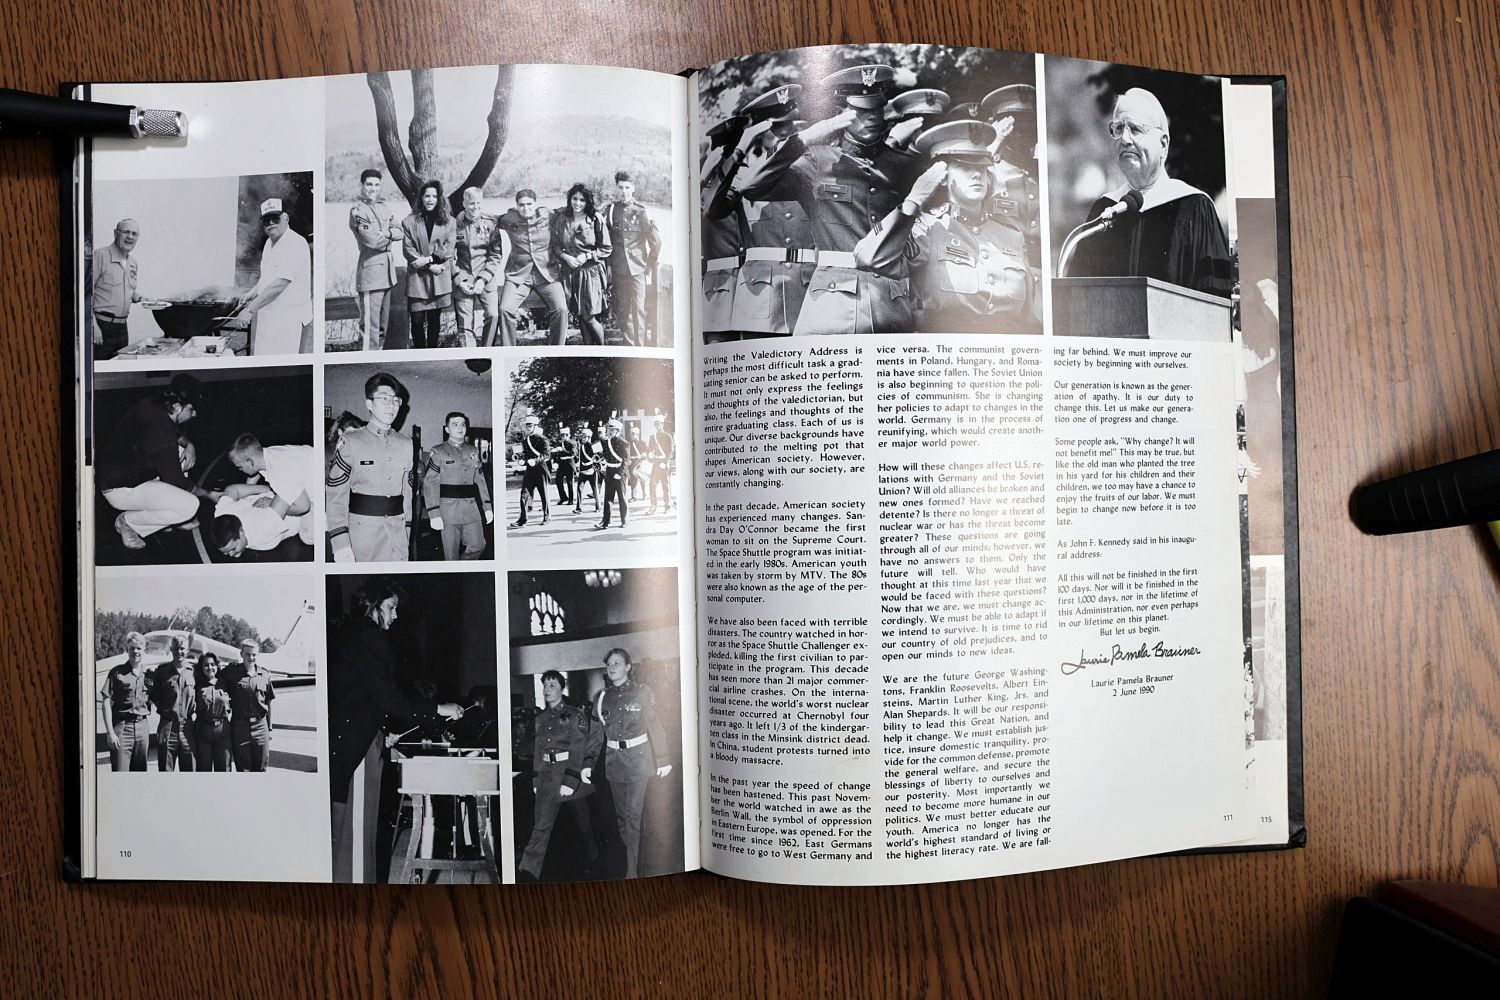 Writing the Valedictory Address is
perhaps the most difficult task a grad-
uating senior can be asked to perform.
It must not only express the feelings
and thoughts of the valedictorian, but
also, the feelings and thoughts of the
entire graduating class. Each of us is
unique. Our diverse backgrounds have
contributed to the melting pot that
shapes American society. However,
our views, along with our society, are
constantly changing.
In the past decade, American society
has experienced many changes. San-
dra Day O'Connor became the first
woman to sit on the Supreme Court.
The Space Shuttle program was initiat-
ed in the early 1980s. American youth
was taken by storm by MTV. The 80s
were also known as the age of the per-
sonal computer.
We have also been faced with terrible
disasters. The country watched in hor-
ror as the Space Shuttle Challenger ex-
ploded, killing the first civilian to par-
ticipate in the program. This decade
has seen more than 21 major commer-
cial airline crashes. On the interna-
tional scene, the world's worst nuclear
disaster occurred at Chernobyl four
years ago. It left 1/3 of the kindergar-
ten class in the Minsink district dead.
In China, student protests turned into
a bloody massacre.
In the past year the speed of change
has been hastened. This past Novem-
ber the world watched in awe as the
Berlin Wall, the symbol of oppression
in Eastern Europe, was opened. For the
first time since 1962, East Germans
were free to go to West Germany and
vice versa. The communist govern-
ments in Poland, Hungary, and Roma-
nia have since fallen. The Soviet Union
is also beginning to question the poli-
cies of communism. She is changing
her policies to adapt to changes in the
world. Germany is in the process of
reunifying, which would create anoth-
er major world power.
How will these changes affect U.S. re-
lations with Germany and the Soviet
Union? Will old alliances be broken and
new ones formed? Have we reached
detente? Is there no longer a threat of
nuclear war or has the threat become
greater? These questions are going
through all of our minds; however, we
have no answers to them. Only the
future will tell. Who would have
thought at this time last year that we
would be faced with these questions?
Now that we are, we must change ac-
cordingly. We must be able to adapt if
we intend to survive. It is time to rid
our country of old prejudices, and to
open our minds to new ideas.
We are the future George Washing-
tons, Franklin Roosevelts, Albert Ein-
steins, Martin Luther King, Jrs. and
Alan Shepards. It will be our responsi-
bility to lead this Great Nation, and
help it change. We must establish jus-
tice, insure domestic tranquility, pro-
vide for the common defense, promote
the general welfare, and secure the
blessings of liberty to ourselves and
our posterity. Most importantly we
need to become more humane in our
politics. We must better educate our
youth. America no longer has the
world's highest standard of living or
the highest literacy rate. We are fall-
ing far behind. We must improve our
society by beginning with ourselves.
Our generation is known as the gener-
ation of apathy. It is our duty to
change this. Let us make our genera-
tion one of progress and change.
Some people ask, "Why change? It will
not benefit me!" This may be true, but
like the old man who planted the tree
in his yard for his children and their
children, we too may have a chance to
enjoy the fruits of our labor. We must
begin to change now before it is too
late.
As John F. Kennedy said in his inaugu-
ral address:
All this will not be finished in the first
100 days. Nor will it be finished in the
first 1,000 days, nor in the lifetime of
this Administration, nor even perhaps
in our lifetime on this planet.
But let us begin.
Laurie Pamela Brauner
Laurie Pamela Brauner
2 June 1990
110
111
115